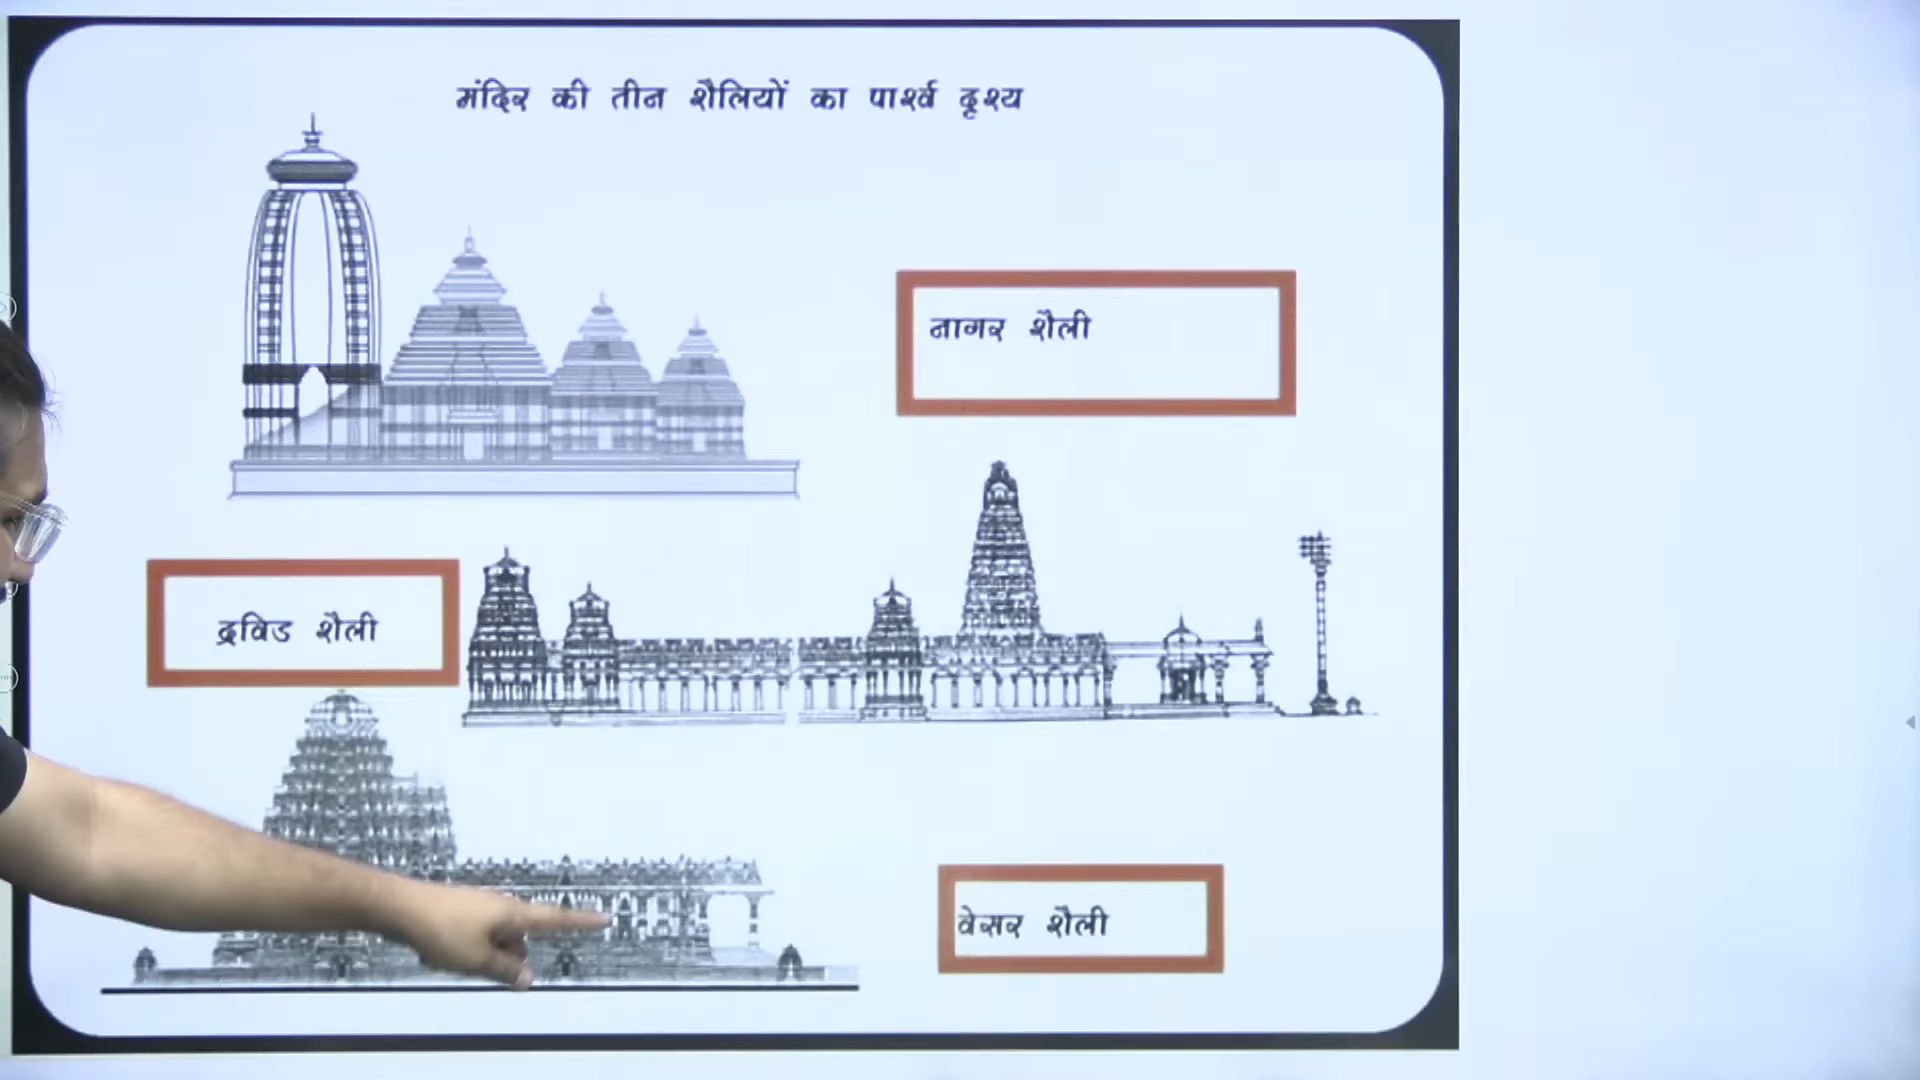 मंदिर की तीन शैलियों का पार्श्व दृश्य
नागर शैली
द्रविड शैली
वेसर शैली